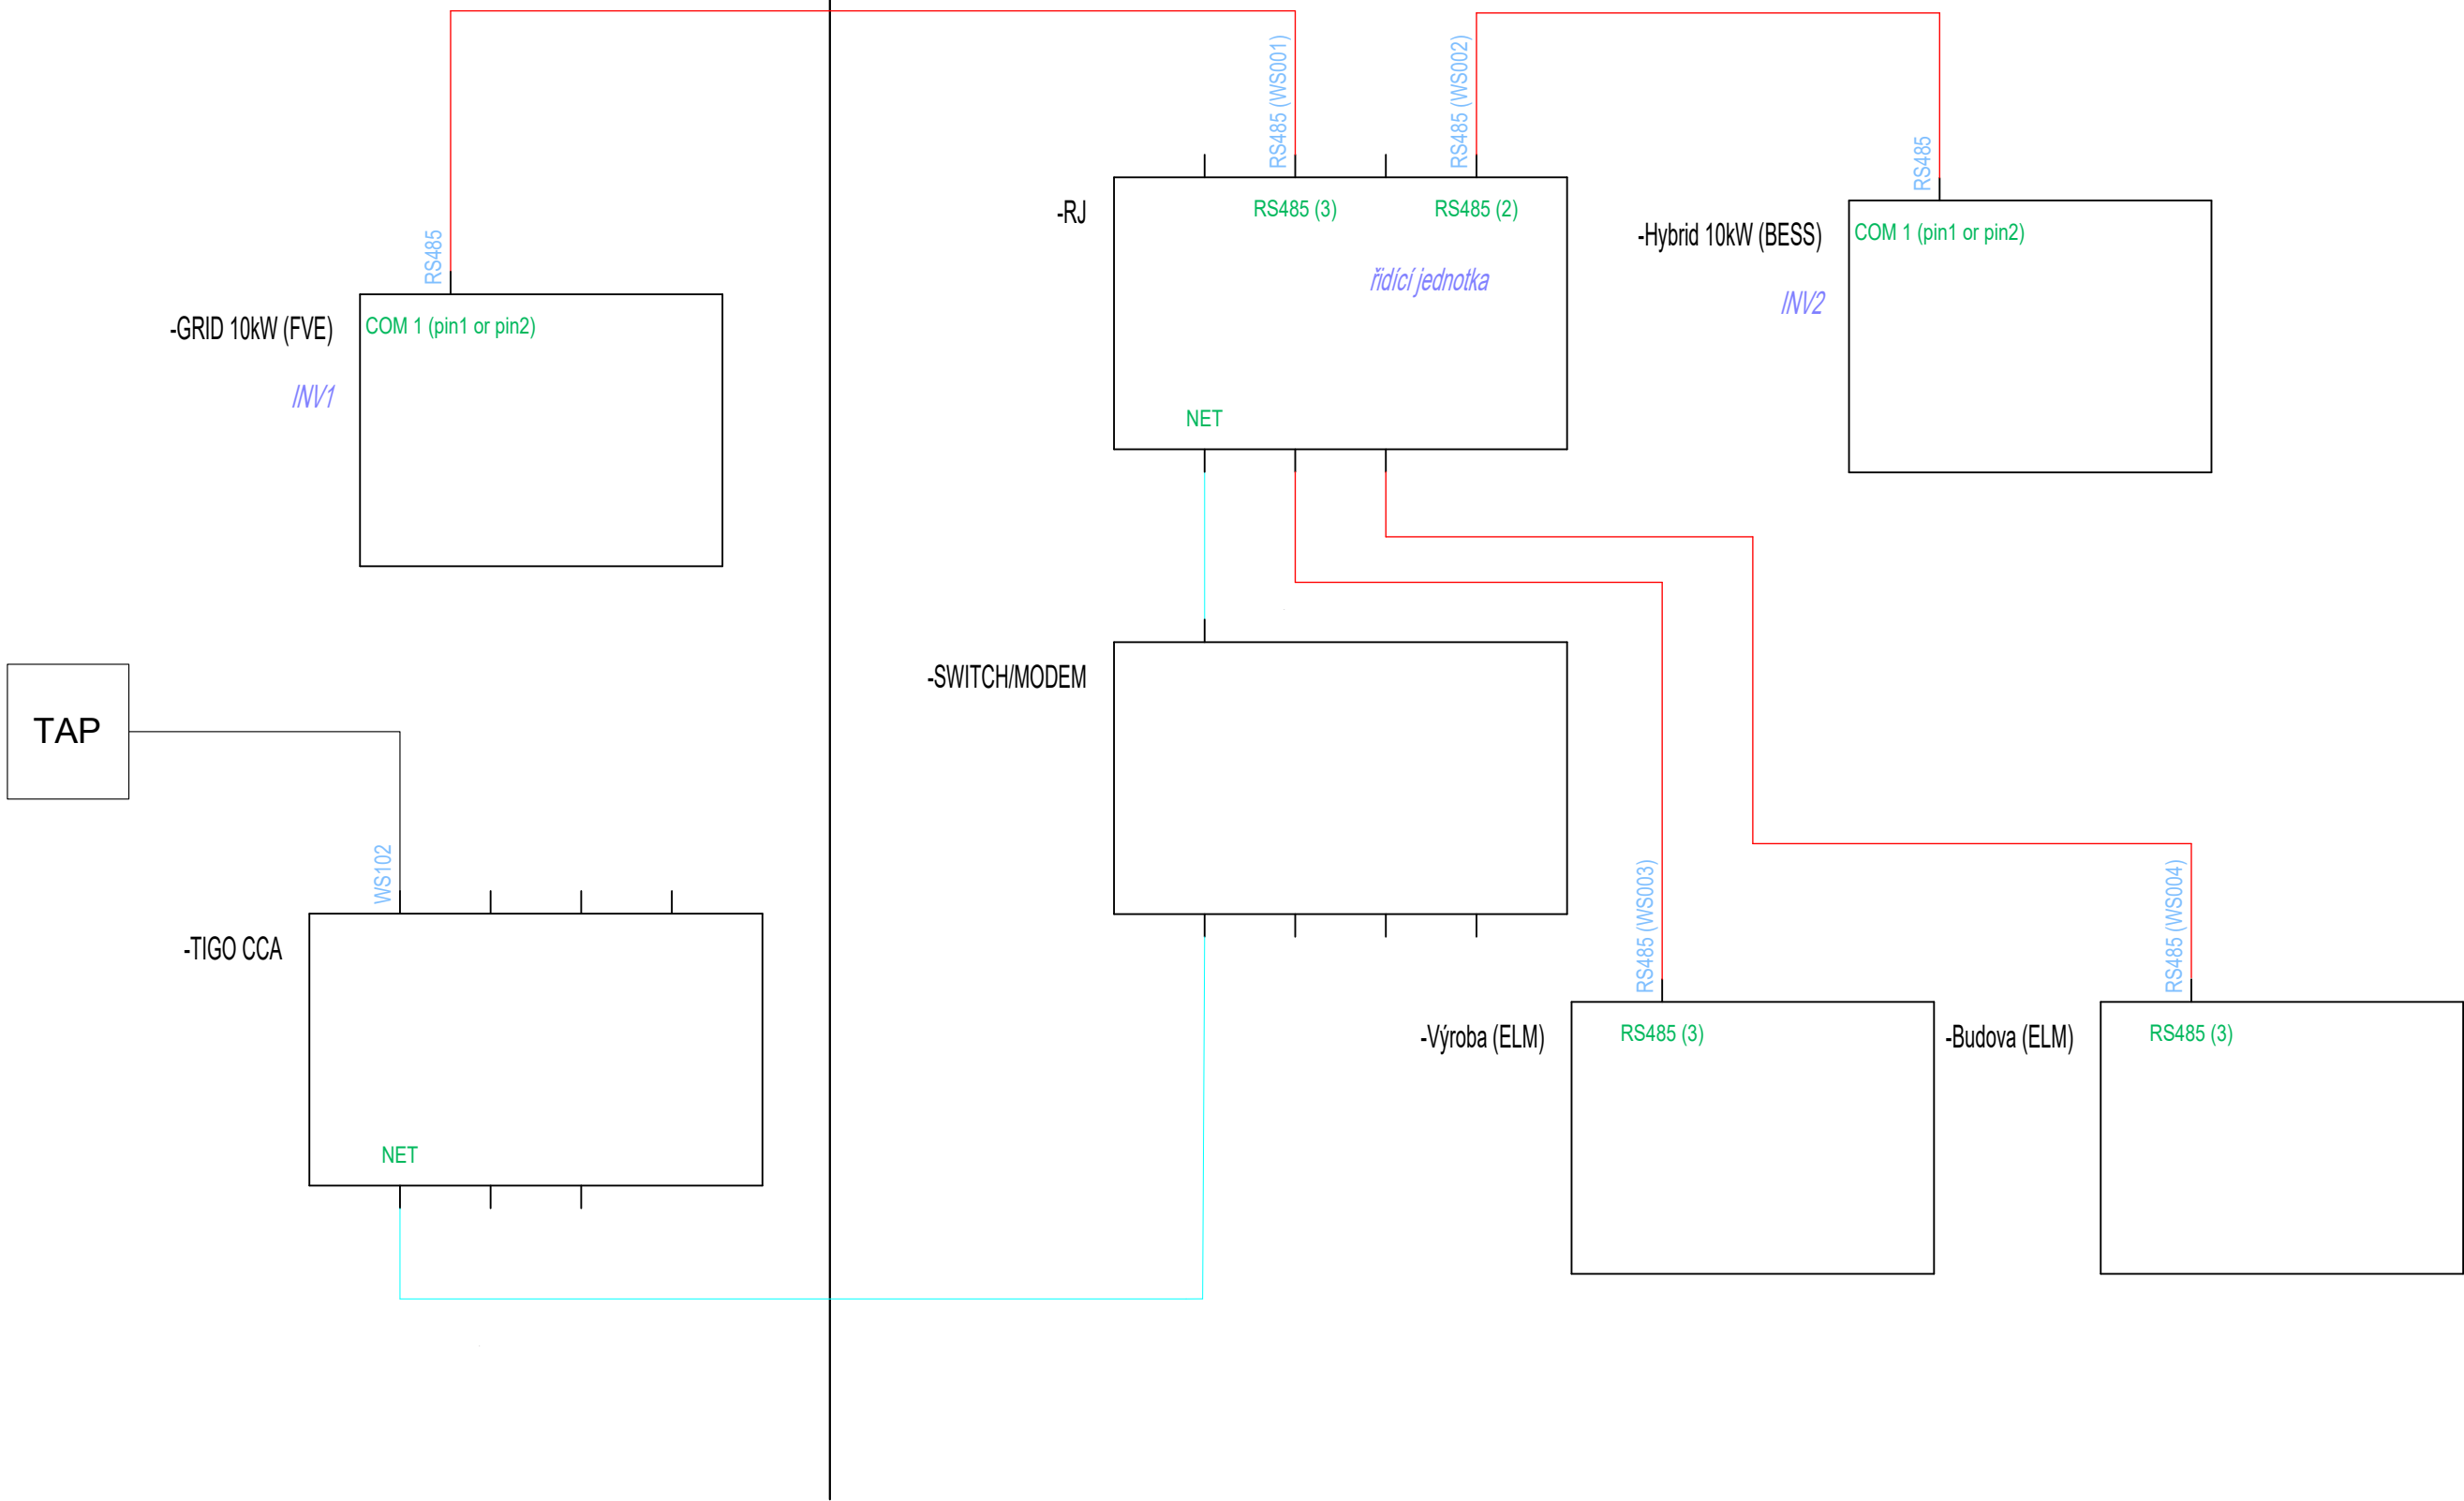 RS485 (WS001)
RS485 (WS002)
RS485
RS485
-RJ
RS485 (3)
RS485 (2)
řídící jednotka
NET
-Hybrid 10kW (BESS)
COM 1 (pin1 or pin2)
INV2
-GRID 10kW (FVE)
COM 1 (pin1 or pin2)
INV1
-SWITCH/MODEM
TAP
WS102
-TIGO CCA
NET
RS485 (WS003)
RS485 (WS004)
-Výroba (ELM)
RS485 (3)
-Budova (ELM)
RS485 (3)